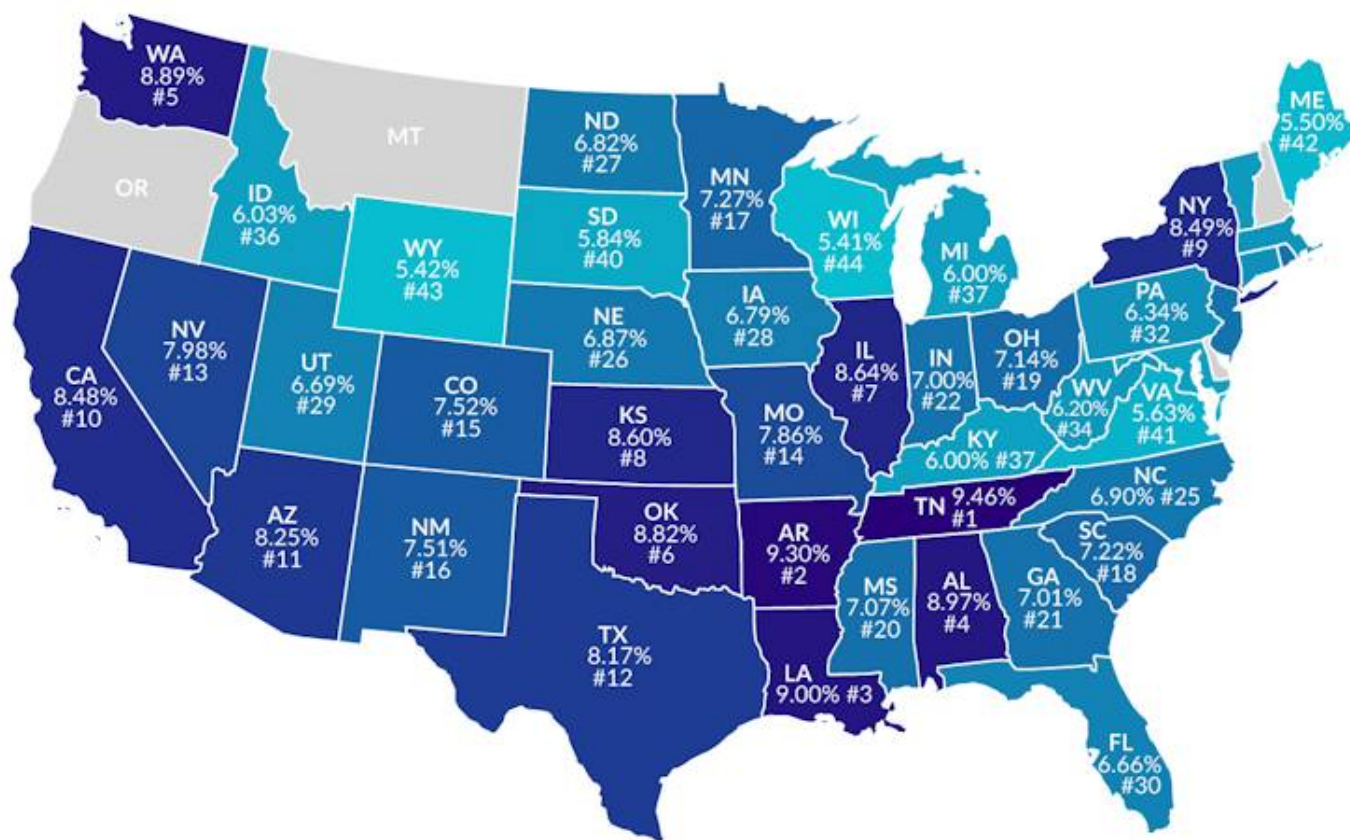 WA
8.89%
#5
MT
OR
ID
6.03%
#36
WY
5.42%
#43
ND
6.82%
#27
SD
5.84%
#40
NE
6.87%
#26
MN
7.27%
#17
IA
6.79%
#28
WI
5.41%
#44
MI
6.00%
#37
ME
5.50%
#42
NY
8.49%
#9
PA
6.34%
#32
NV
7.98%
#13
CA
8.48%
#10
UT
6.69%
#29
CO
7.52%
#15
KS
8.60%
#8
MO
7.86%
#14
IL
8.64%
#7
IN
7.00%
#22
OH
7.14%
#19
WV
6.20%
#34
VA
5.63%
#41
KY
6.00% #37
NC
6.90% #25
TN 9.46%
#1
AZ
8.25%
#11
NM
7.51%
#16
OK
8.82%
#6
AR
9.30%
#2
SC
7.22%
#18
MS
7.07%
#20
AL
8.97%
#4
GA
7.01%
#21
TX
8.17%
#12
LA
9.00% #3
FL
6.66%
#30